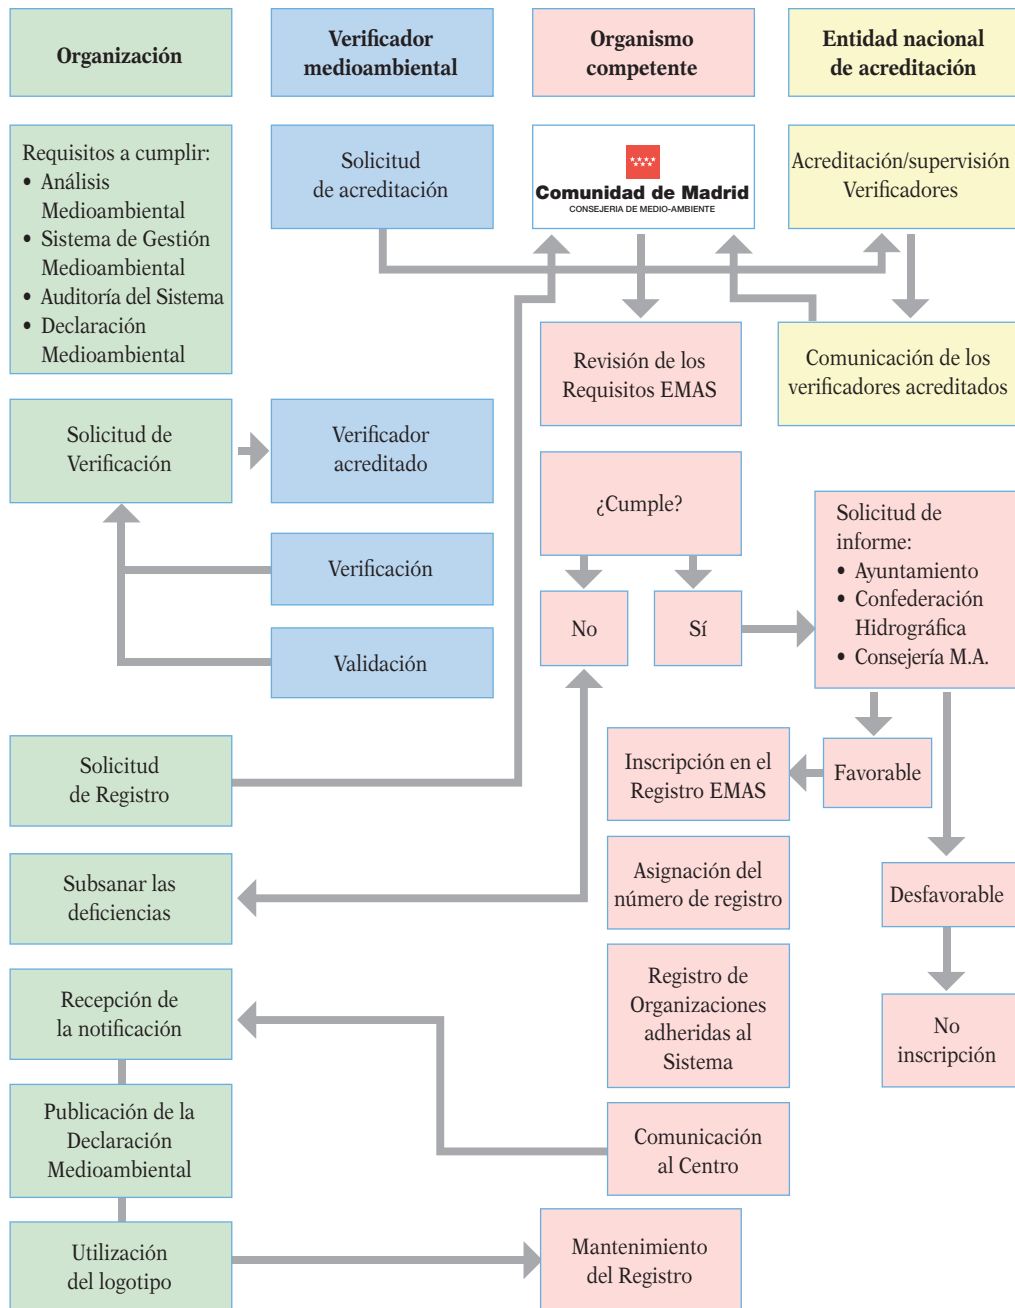 Organización
Verificador
medioambiental
Organismo
competente
Entidad nacional
de acreditación
Requisitos a cumplir:
• Análisis
Medioambiental
• Sistema de Gestión
Medioambiental
• Auditoría del Sistema
• Declaración
Medioambiental
Solicitud
de acreditación
Comunidad de Madrid
CONSEJERIA DE MEDIO-AMBIENTE
Acreditación/supervisión
Verificadores
Revisión de los
Requisitos EMAS
Comunicación de los
verificadores acreditados
Solicitud de
Verificación
Verificador
acreditado
¿Cumple?
Solicitud de
informe:
• Ayuntamiento
• Confederación
Hidrográfica
• Consejería M.A.
Verificación
No
Sí
Validación
Solicitud
de Registro
Inscripción en el
Registro EMAS
Favorable
Subsanar las
deficiencias
Asignación del
número de registro
Desfavorable
Recepción de
la notificación
Registro de
Organizaciones
adheridas al
Sistema
No
inscripción
Publicación de la
Declaración
Medioambiental
Comunicación
al Centro
Utilización
del logotipo
Mantenimiento
del Registro